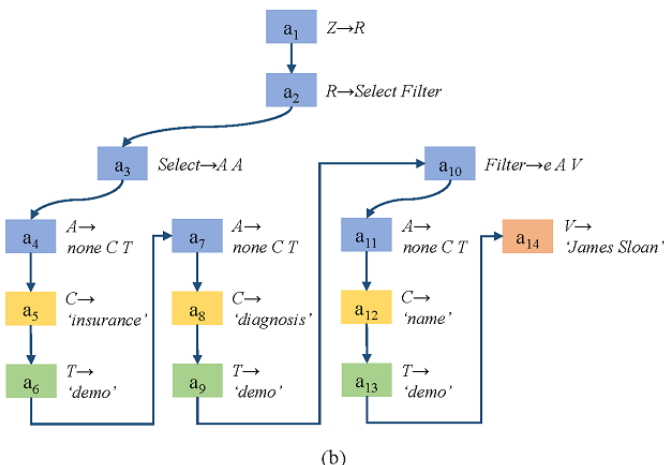 a1 Z→R
a2 R→Select Filter
a3 Select→A A
a10 Filter→e A V
a4 A→
none C T
a7 A→
none C T
a11 A→
none C T
a14 V→
‘James Sloan’
a5 C→
‘insurance’
a8 C→
‘diagnosis’
a12 C→
‘name’
a6 T→
‘demo’
a9 T→
‘demo’
a13 T→
‘demo’
(b)